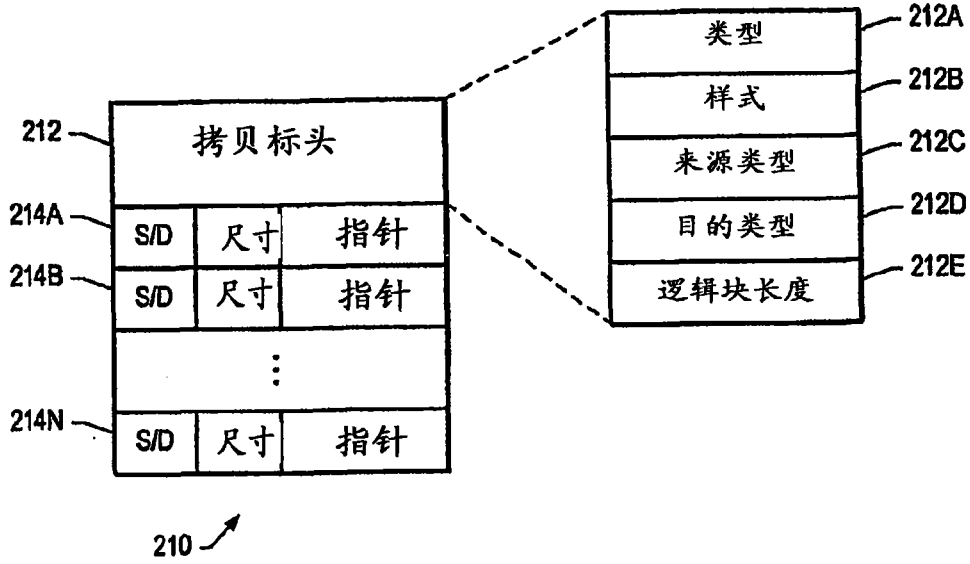 212
拷贝标头
214A
S/D 尺寸 指针
214B
S/D 尺寸 指针
⋮
214N
S/D 尺寸 指针
210
类型
212A
样式
212B
来源类型
212C
目的类型
212D
逻辑块长度
212E